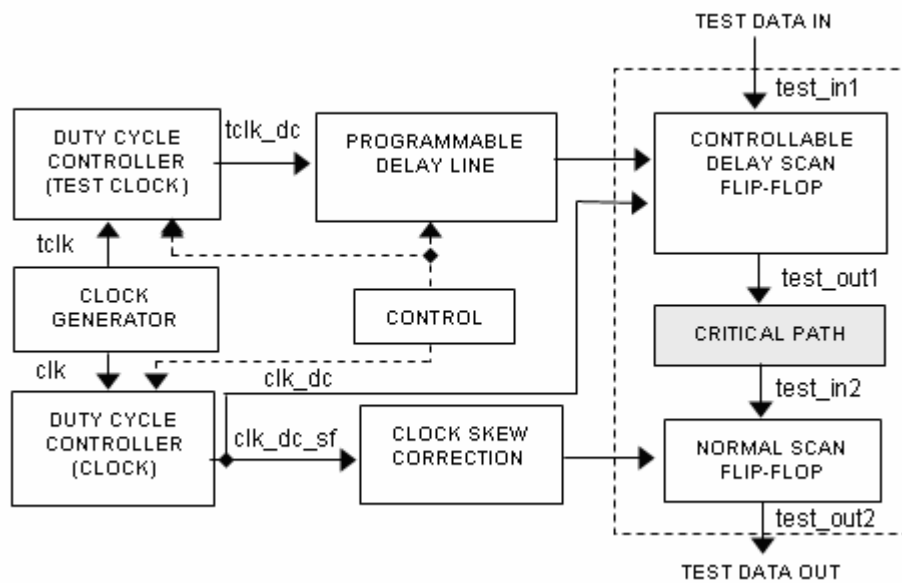 TEST DATA IN
test_in1
DUTY CYCLE
CONTROLLER
(TEST CLOCK)
tclk_dc
PROGRAMMABLE
DELAY LINE
CONTROLLABLE
DELAY SCAN
FLIP-FLOP
tclk
test_out1
CLOCK
GENERATOR
CONTROL
CRITICAL PATH
clk
clk_dc
test_in2
DUTY CYCLE
CONTROLLER
(CLOCK)
clk_dc_sf
CLOCK SKEW
CORRECTION
NORMAL SCAN
FLIP-FLOP
test_out2
TEST DATA OUT